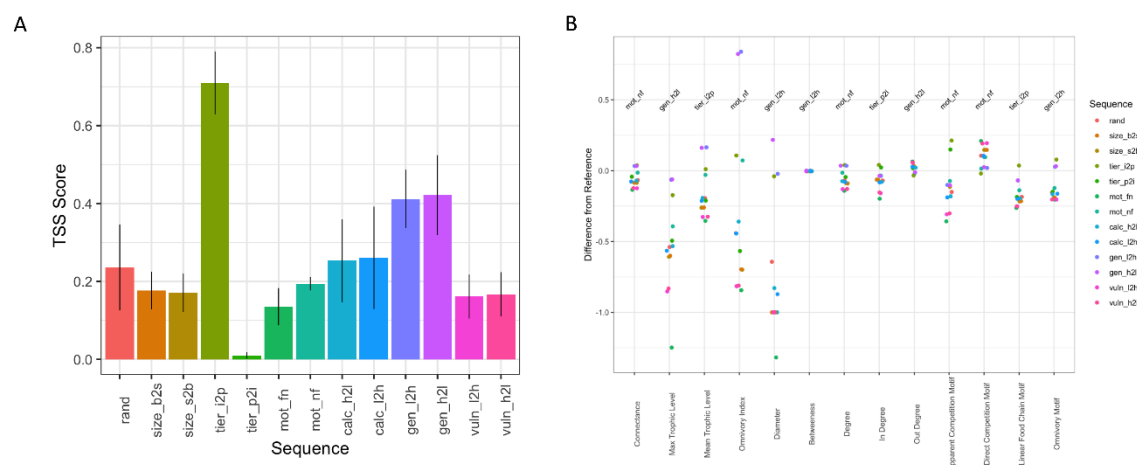 A
0.8
0.6
0.4
0.2
0.0
TSS Score
rand
size_b2s
size_s2b
tier_i2p
tier_p2i
mot_fn
mot_nf
calc_h2l
calc_l2h
gen_l2h
gen_h2l
vuln_l2h
vuln_h2l
Sequence
B
0.5
0.0
-0.5
-1.0
Difference from Reference
mot_nf
gen_h2l
tier_i2p
mot_nf
gen_l2h
gen_l2h
mot_nf
tier_p2i
gen_h2l
mot_nf
mot_nf
tier_i2p
gen_l2h
Connectance
Max Trophic Level
Mean Trophic Level
Omnivory Index
Diameter
Betweeness
Degree
In Degree
Out Degree
pparent Competition Motif
Direct Competition Motif
Linear Food Chain Motif
Omnivory Motif
Sequence
rand
size_b2s
size_s2b
tier_i2p
tier_p2i
mot_fn
mot_nf
calc_h2l
calc_l2h
gen_l2h
gen_h2l
vuln_l2h
vuln_h2l